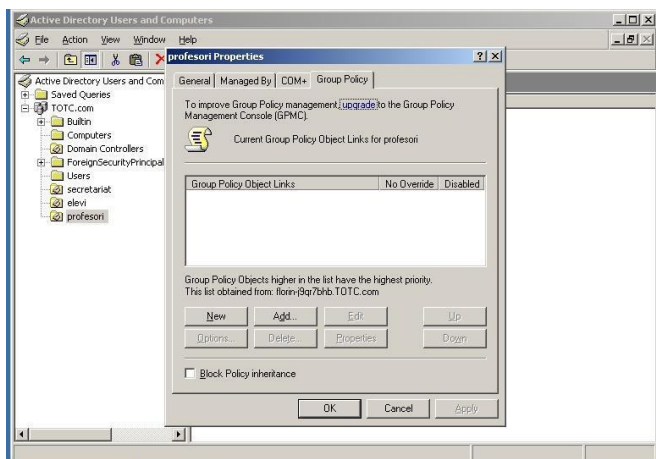 Active Directory Users and Computers
File Action View Window Help
Active Directory Users and Com
Saved Queries
TOTC.com
Builtin
Computers
Domain Controllers
ForeignSecurityPrincipal
Users
secretariat
elevi
profesori
profesori Properties
General Managed By COM+ Group Policy
To improve Group Policy management, upgrade to the Group Policy
Management Console (GPMC).
Current Group Policy Object Links for profesori
Group Policy Object Links No Override Disabled
Group Policy Objects higher in the list have the highest priority.
This list obtained from: florin-j9qr7bhb.TOTC.com
New Add... Edit Up
Options... Delete... Properties Down
Block Policy inheritance
OK Cancel Apply